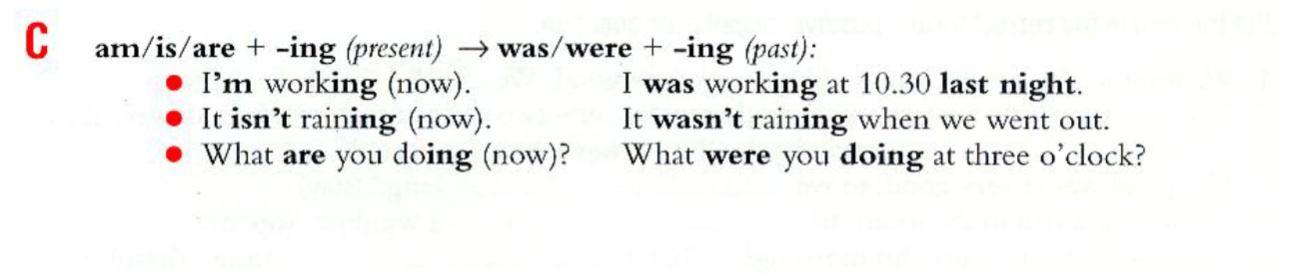 C
am/is/are + -ing (present) → was/were + -ing (past):
● I'm working (now). I was working at 10.30 last night.
● It isn't raining (now). It wasn't raining when we went out.
● What are you doing (now)? What were you doing at three o'clock?